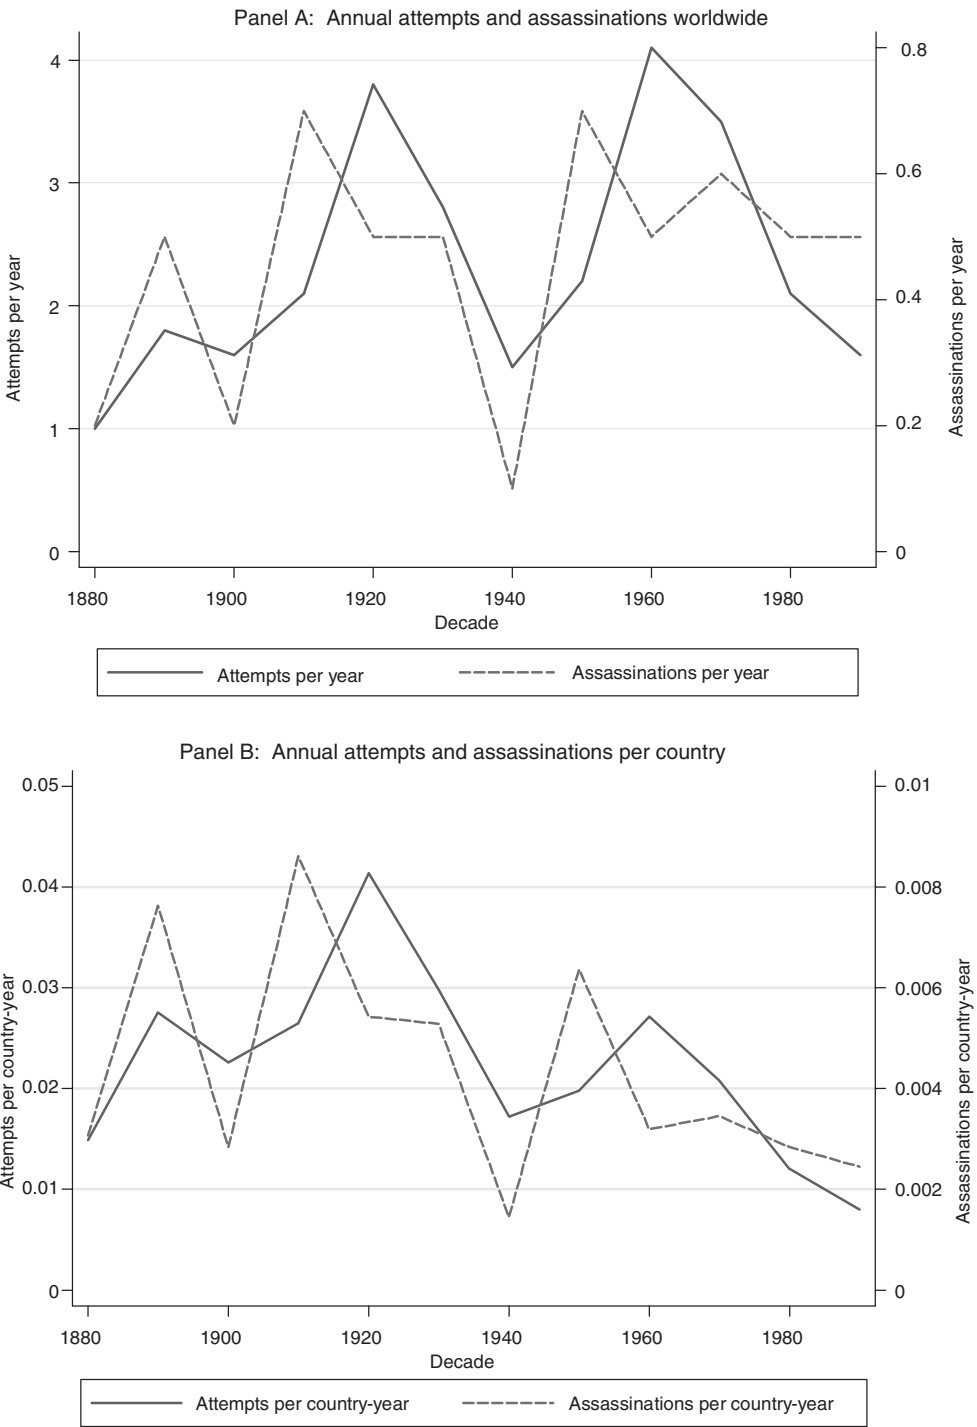 Panel A: Annual attempts and assassinations worldwide
4
3
2
1
0
Attempts per year
0.8
0.6
0.4
0.2
0
Assassinations per year
1880 1900 1920 1940 1960 1980
Decade
Attempts per year Assassinations per year
Panel B: Annual attempts and assassinations per country
0.05
0.04
0.03
0.02
0.01
0
Attempts per country-year
0.01
0.008
0.006
0.004
0.002
0
Assassinations per country-year
1880 1900 1920 1940 1960 1980
Decade
Attempts per country-year Assassinations per country-year